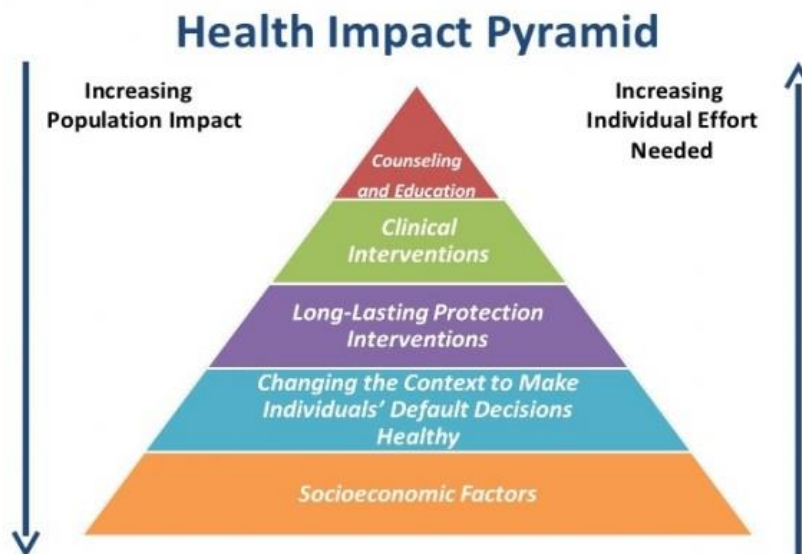 Health Impact Pyramid
Increasing
Population Impact
Increasing
Individual Effort
Needed
Counseling
and Education
Clinical
Interventions
Long-Lasting Protection
Interventions
Changing the Context to Make
Individuals' Default Decisions
Healthy
Socioeconomic Factors